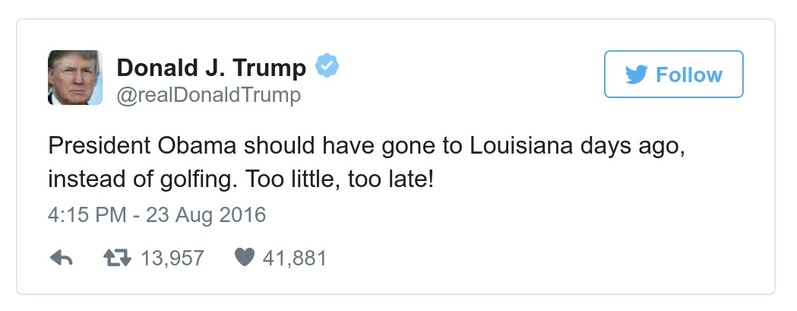 Donald J. Trump
@realDonaldTrump
Follow
President Obama should have gone to Louisiana days ago,
instead of golfing. Too little, too late!
4:15 PM - 23 Aug 2016
13,957 41,881